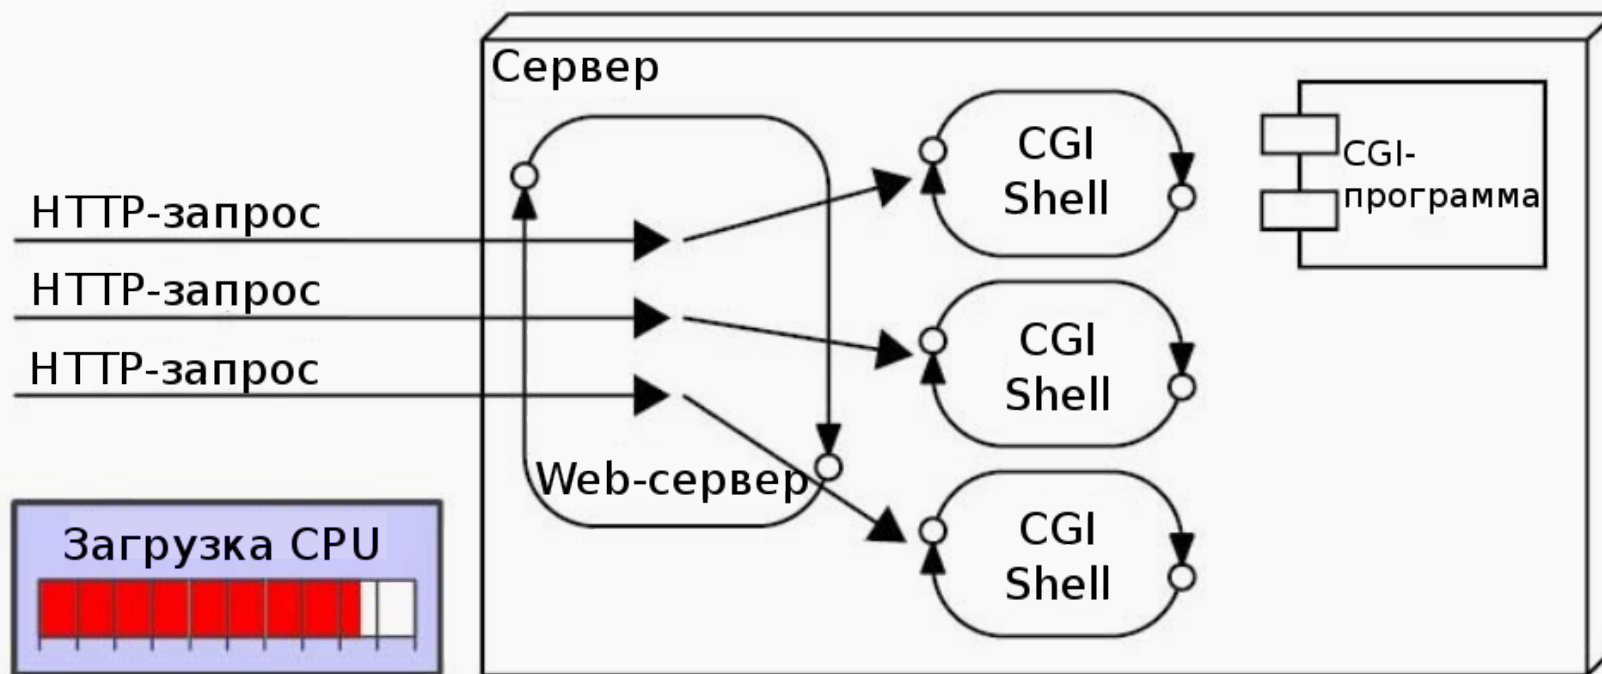 Сервер
HTTP-запрос
HTTP-запрос
HTTP-запрос
Web-сервер
CGI
Shell
CGI
Shell
CGI
Shell
CGI-
программа
Загрузка CPU